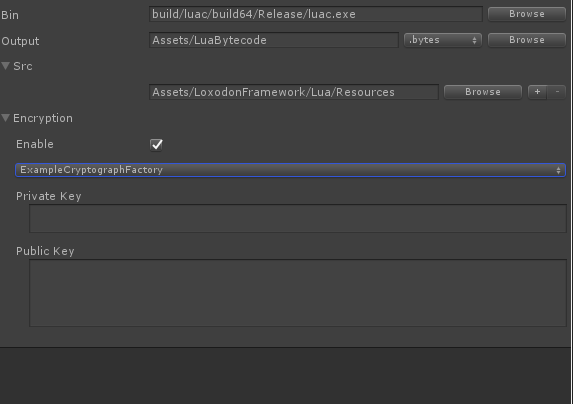 Bin build/luac/build64/Release/luac.exe Browse
Output Assets/LuaBytecode .bytes Browse
Src
Assets/LoxodonFramework/Lua/Resources Browse + -
Encryption
Enable
ExampleCryptographFactory
Private Key
Public Key